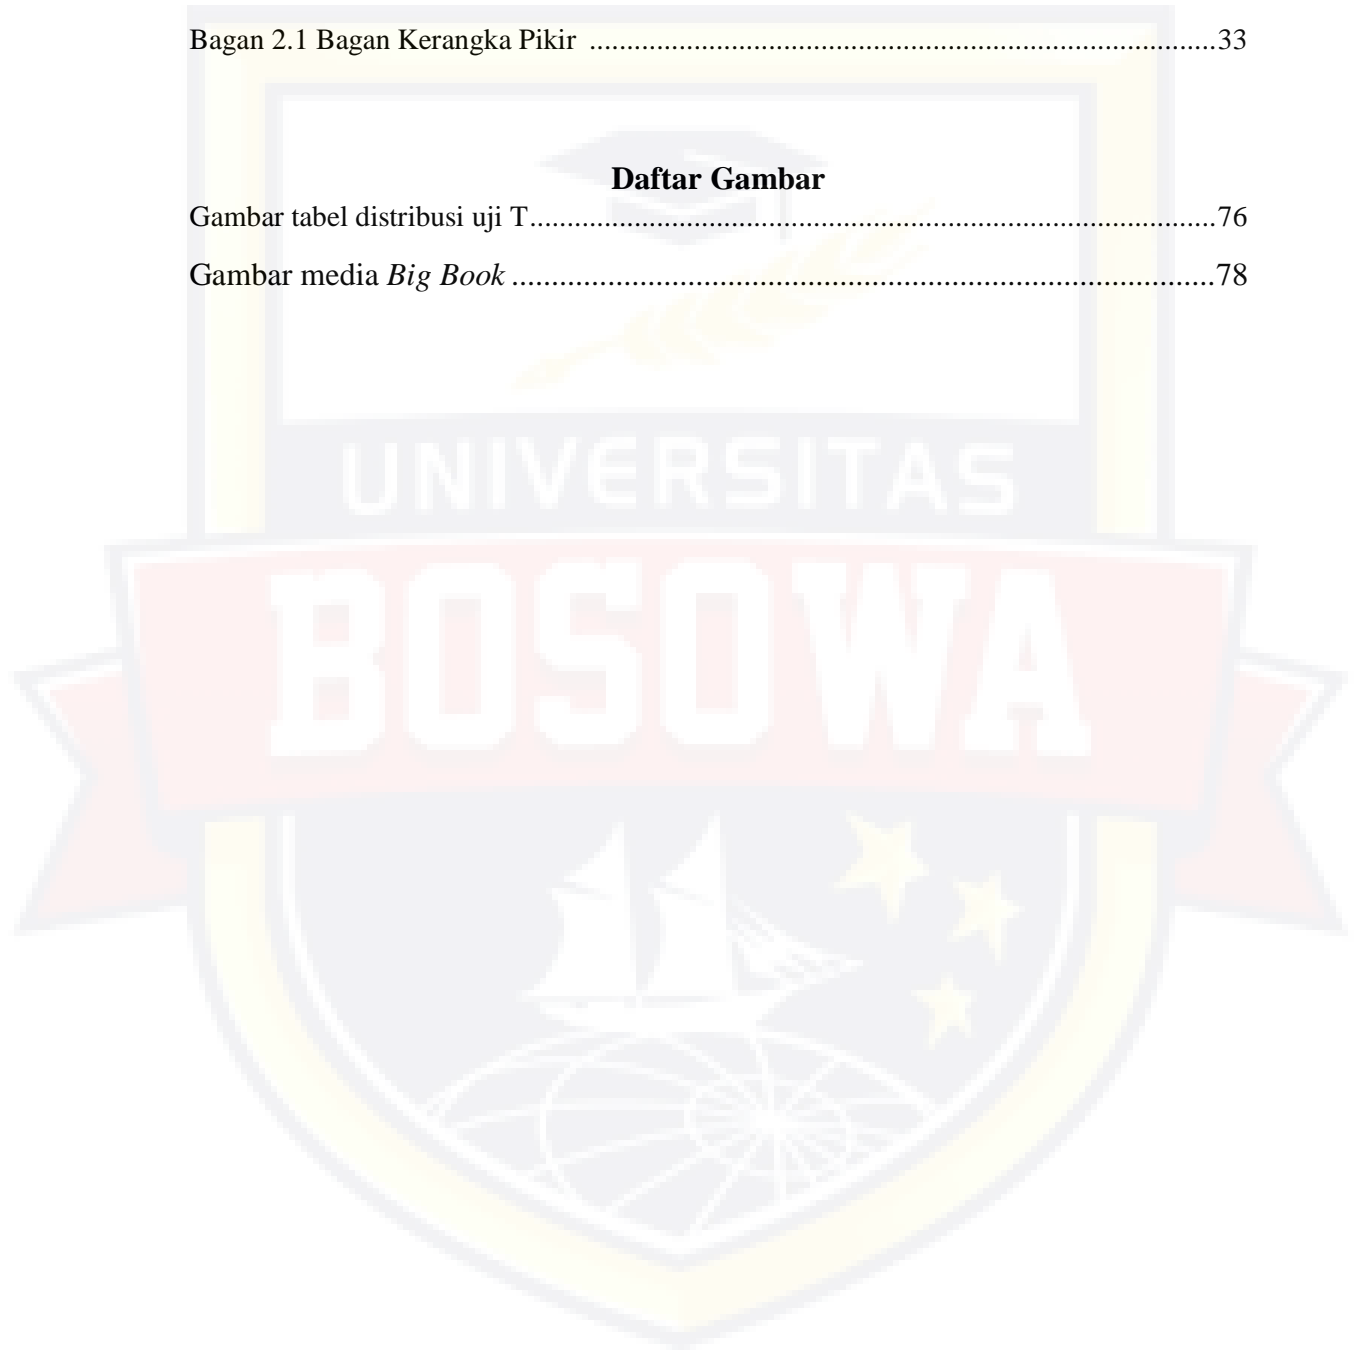 Bagan 2.1 Bagan Kerangka Pikir ....................................................................................33
Daftar Gambar
Gambar tabel distribusi uji T............................................................................................76
Gambar media Big Book ........................................................................................78
UNIVERSITAS
BOSOWA